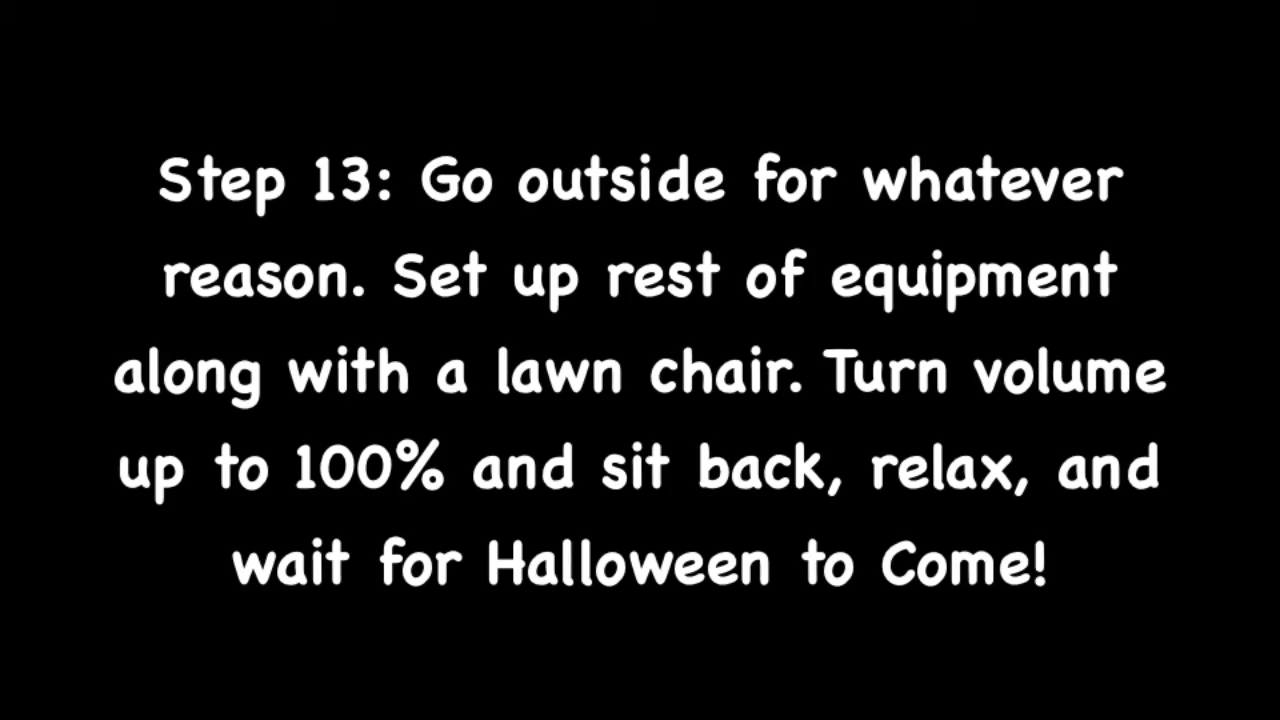 Step 13: Go outside for whatever
reason. Set up rest of equipment
along with a lawn chair. Turn volume
up to 100% and sit back, relax, and
wait for Halloween to Come!